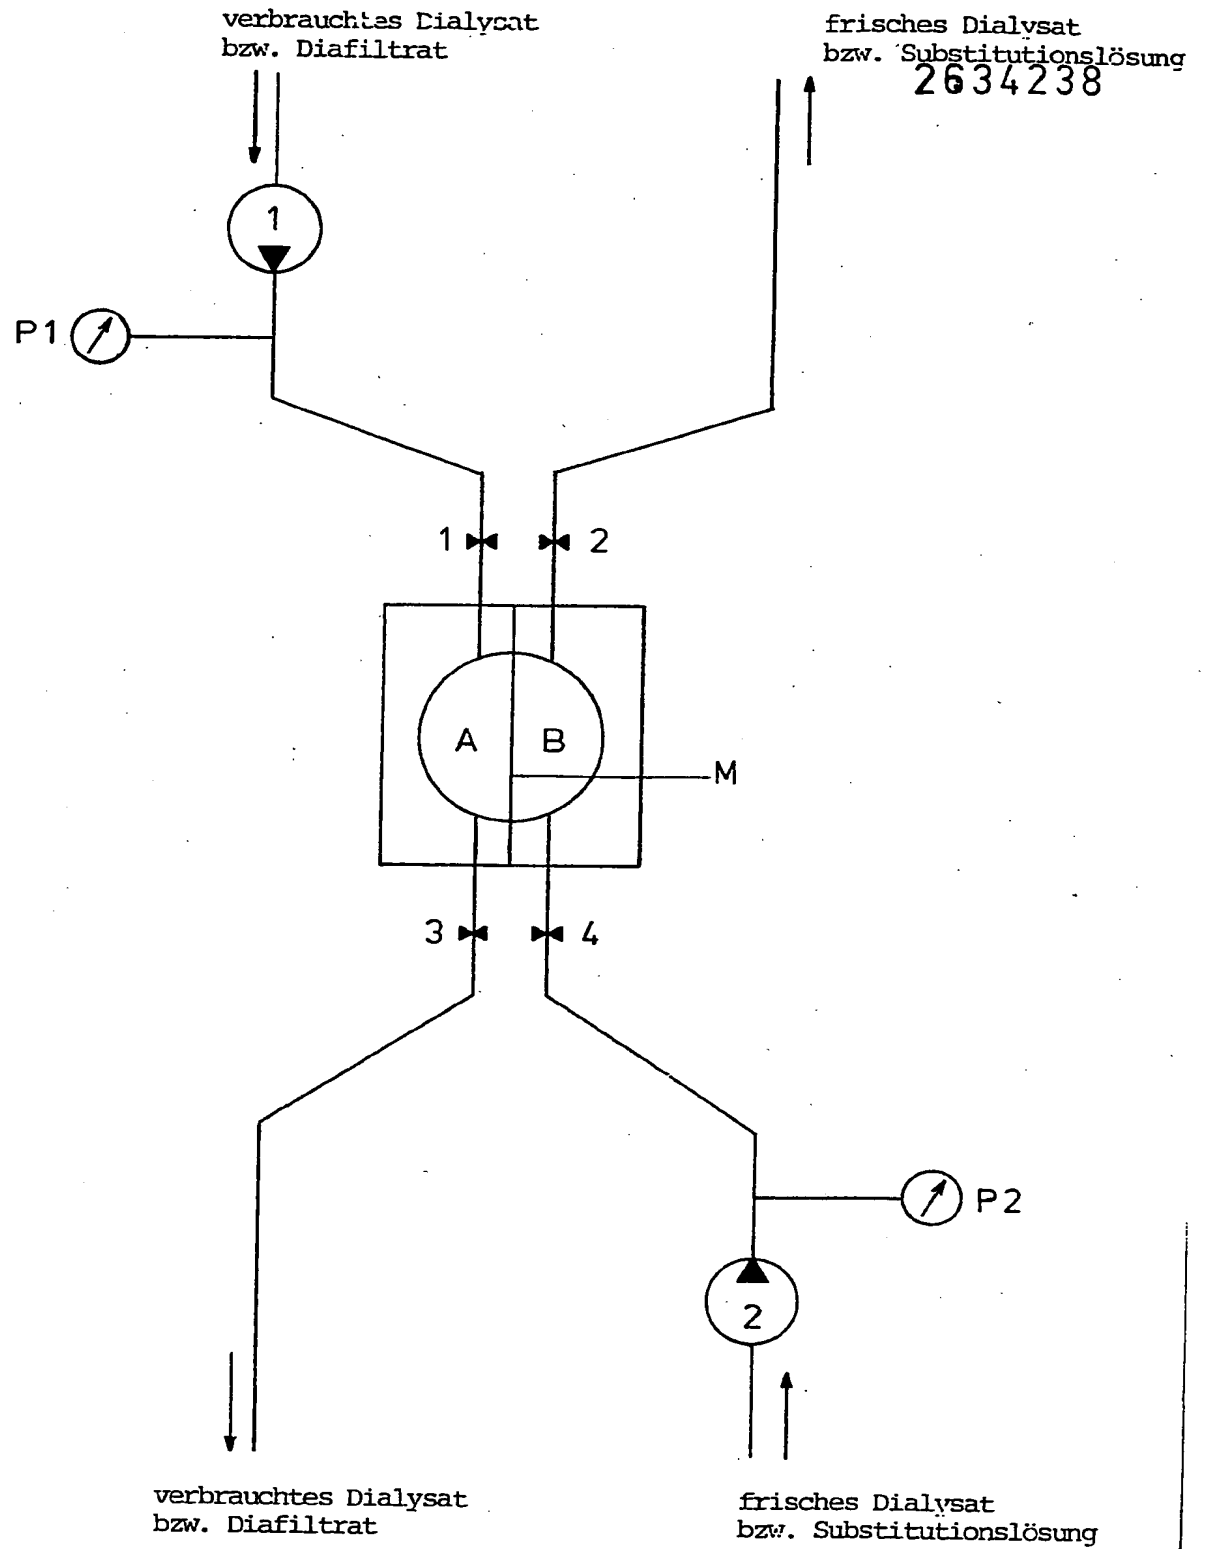 verbrauchtes Dialysat
bzw. Diafiltrat
frisches Dialysat
bzw. Substitutionslösung
2634238
1
P1
1
2
A
B
M
3
4
P2
2
verbrauchtes Dialysat
bzw. Diafiltrat
frisches Dialysat
bzw. Substitutionslösung